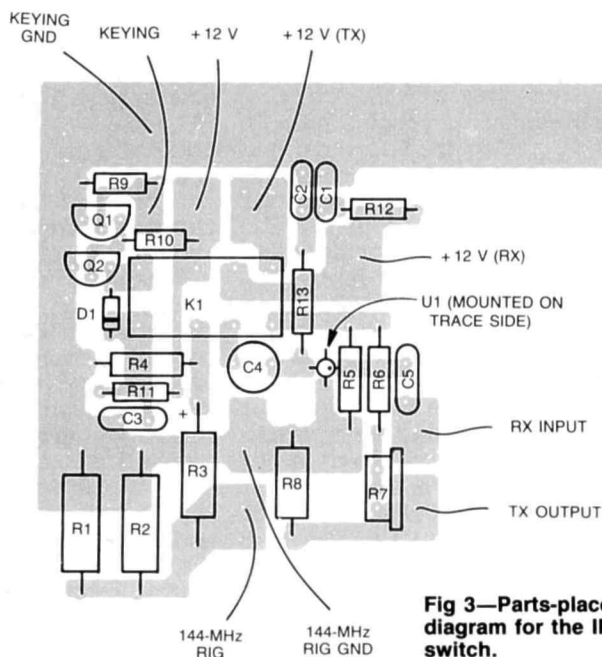 KEYING
GND
KEYING
+12 V
+12 V (TX)
R9
Q1
C2
C1
R12
R10
Q2
+12 V (RX)
K1
R13
D1
U1 (MOUNTED ON
TRACE SIDE)
R4
C4
R5
R6
C5
R11
C3
+
RX INPUT
R3
R8
R7
R1
R2
TX OUTPUT
144-MHz
RIG
144-MHz
RIG GND
Fig 3—Parts-place
diagram for the
switch.